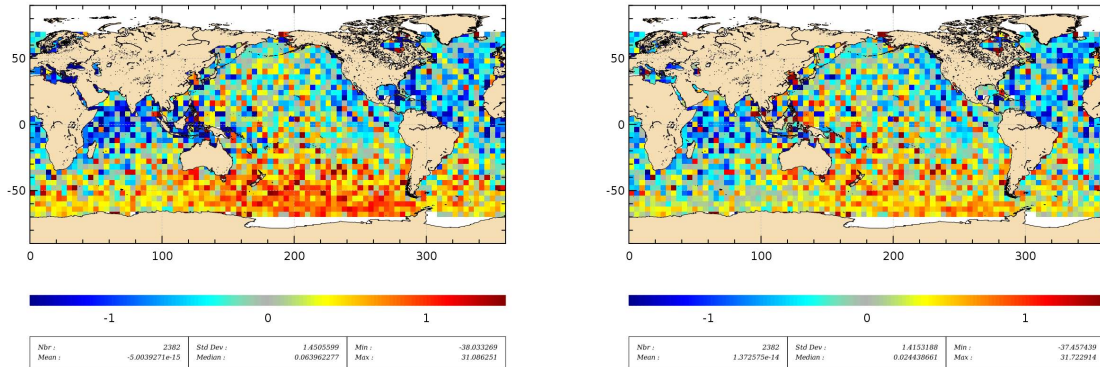 50
0
-50
0 100 200 300
-1 0 1
Nbr : 2382 Std Dev : 1.4505599 Min : -38.033269
Mean : -5.0039271e-15 Median : 0.063962277 Max : 31.086251
50
0
-50
0 100 200 300
-1 0 1
Nbr : 2382 Std Dev : 1.4153188 Min : -37.457439
Mean : 1.372575e-14 Median : 0.024438661 Max : 31.722914